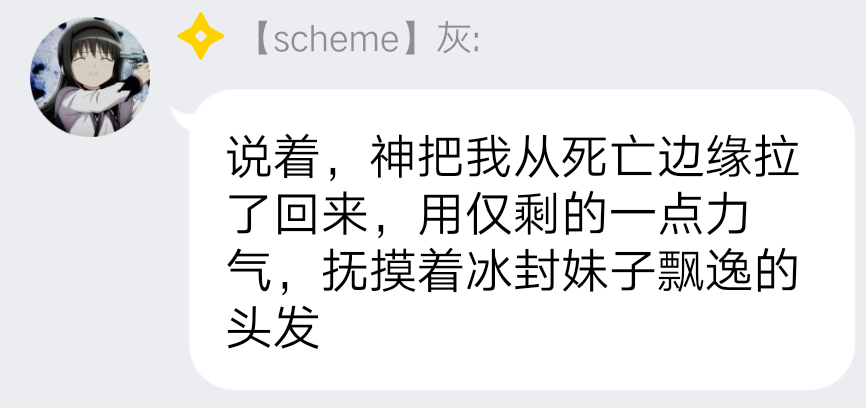 【scheme】灰:
说着，神把我从死亡边缘拉
了回来，用仅剩的一点力
气，抚摸着冰封妹子飘逸的
头发